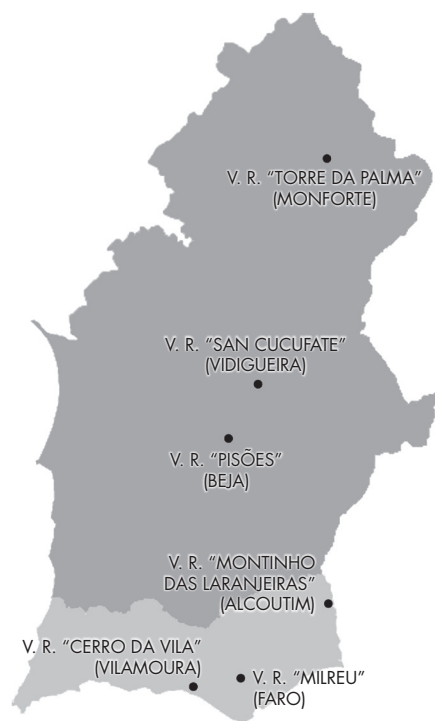 V. R. “TORRE DA PALMA”
(MONFORTE)
V. R. “SAN CUCUFATE”
(VIDIGUEIRA)
V. R. “PISÕES”
(BEJA)
V. R. “MONTINHO
DAS LARANJEIRAS”
(ALCOUTIM)
V. R. “CERRO DA VILA”
(VILAMOURA)
V. R. “MILREU”
(FARO)